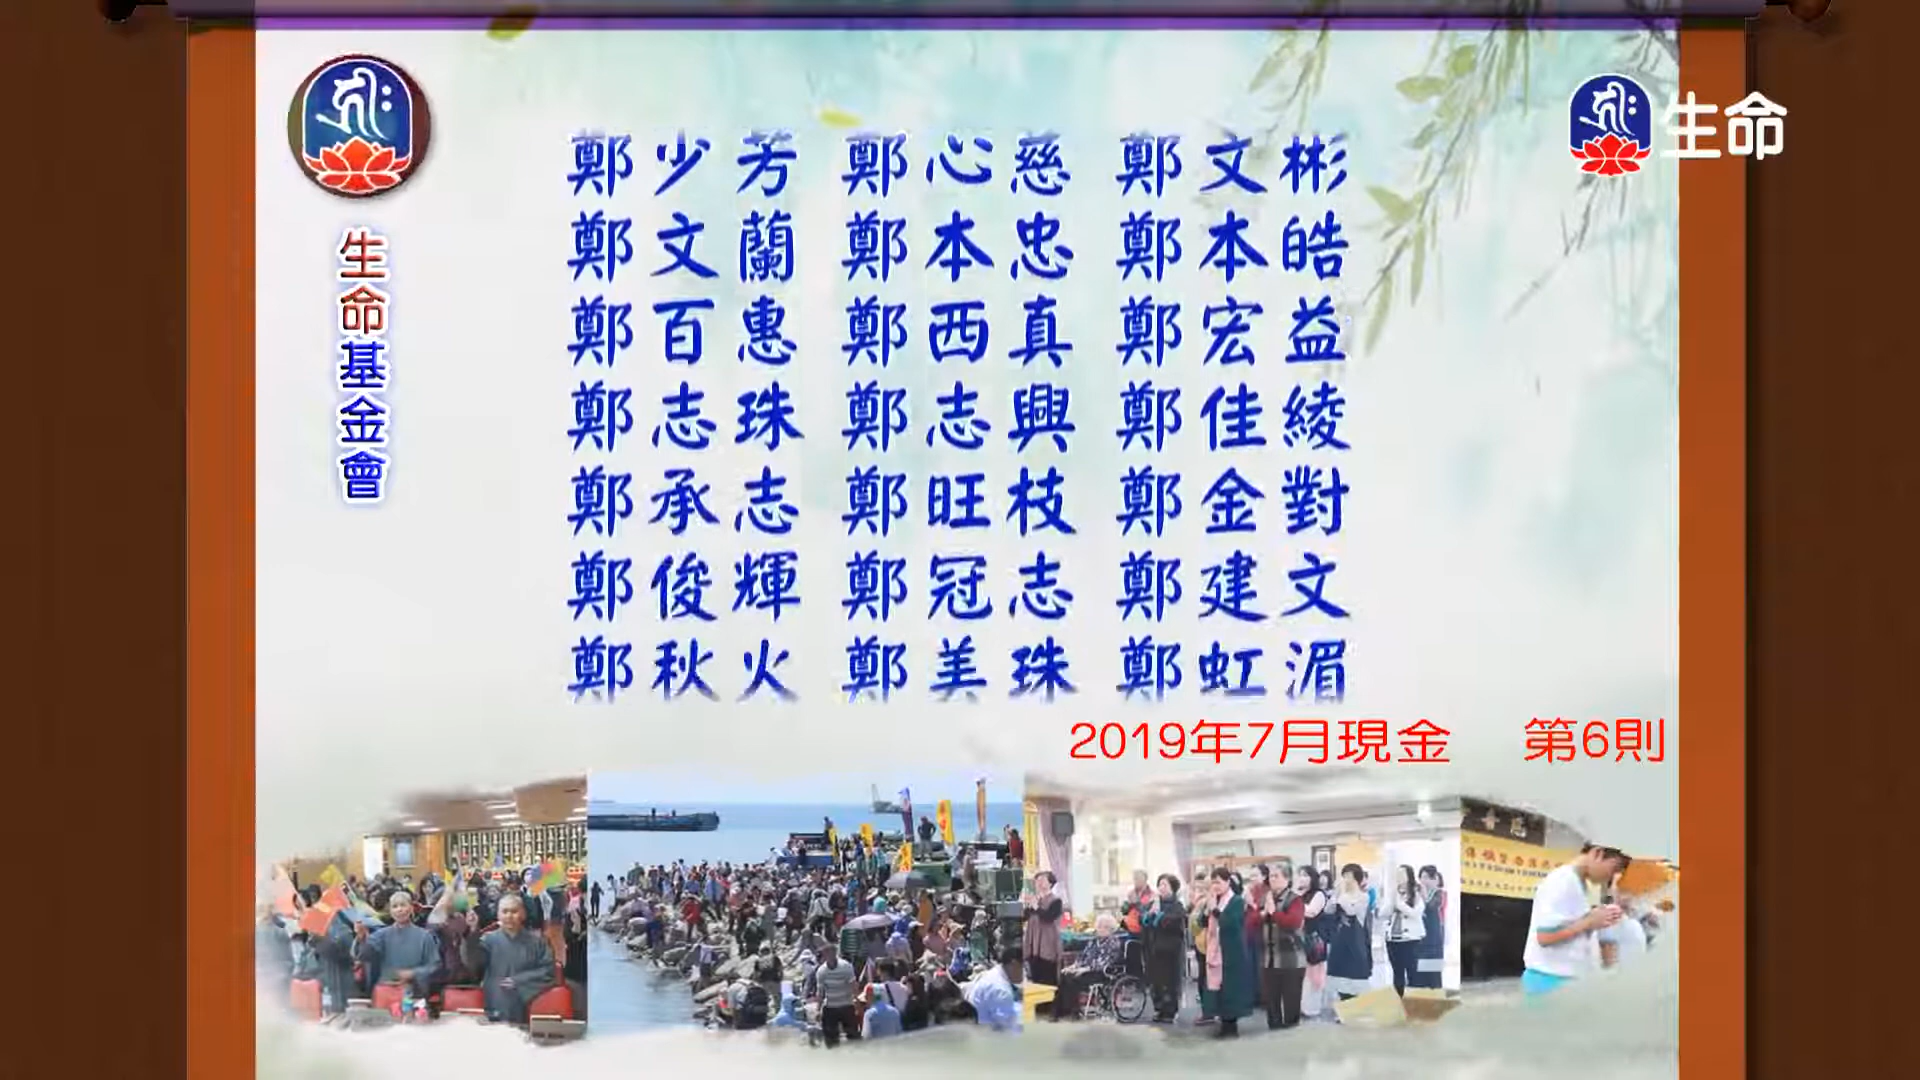 生命
生命基金會
鄭少芳 鄭心慈 鄭文彬
鄭文蘭 鄭本忠 鄭本皓
鄭百惠 鄭西真 鄭宏益
鄭志珠 鄭志興 鄭佳綾
鄭承志 鄭旺枝 鄭金對
鄭俊輝 鄭冠志 鄭建文
鄭秋火 鄭美珠 鄭虹湄
2019年7月現金 第6則